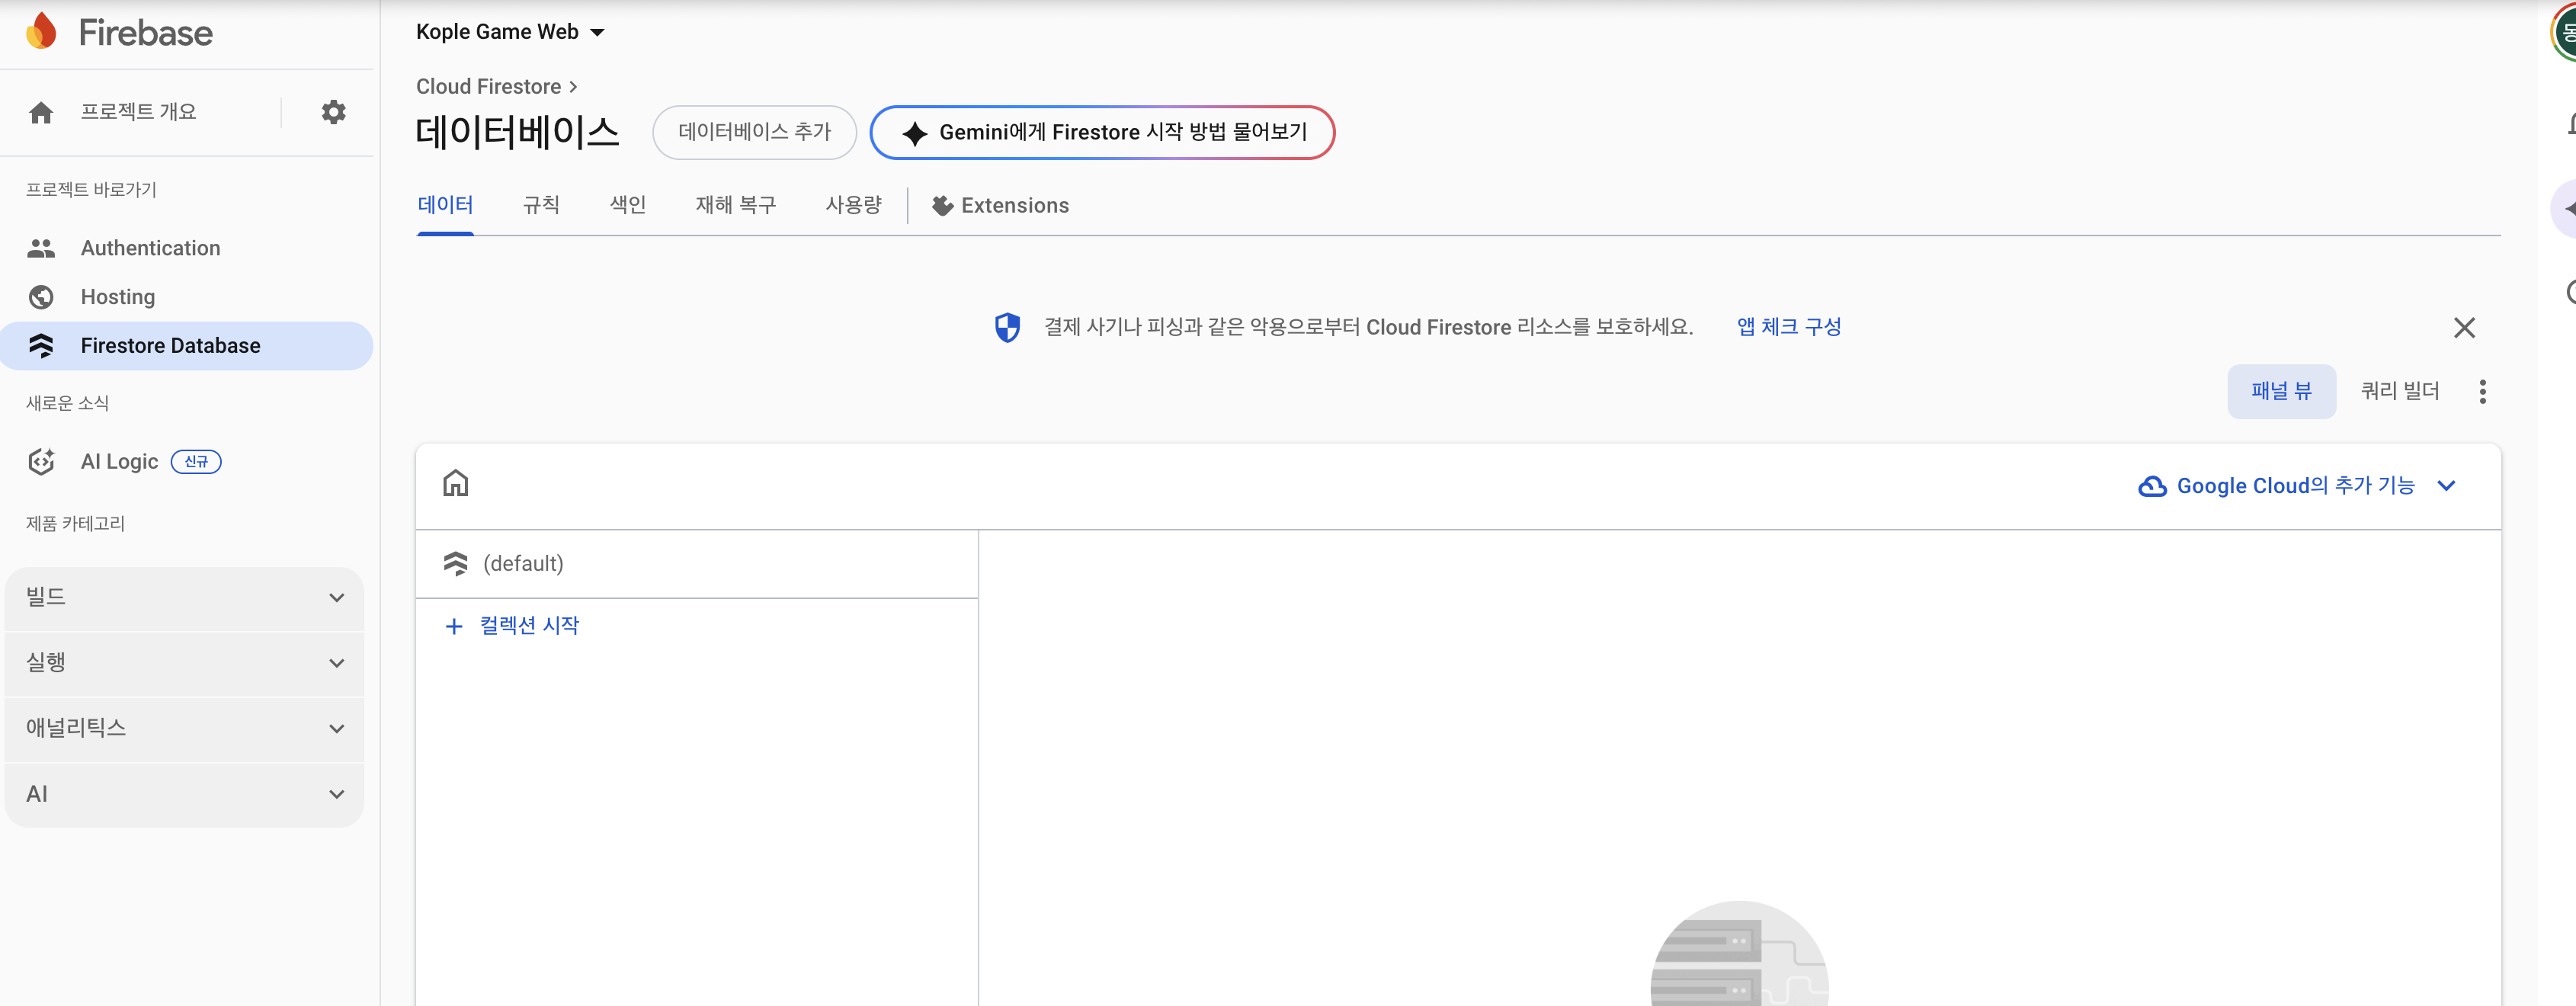 Firebase
프로젝트 개요
프로젝트 바로가기
Authentication
Hosting
Firestore Database
새로운 소식
AI Logic 신규
제품 카테고리
빌드
실행
애널리틱스
AI
Kople Game Web
Cloud Firestore
데이터베이스 데이터베이스 추가 Gemini에게 Firestore 시작 방법 물어보기
데이터 규칙 색인 재해 복구 사용량 Extensions
결제 사기나 피싱과 같은 악용으로부터 Cloud Firestore 리소스를 보호하세요. 앱 체크 구성
패널 뷰 쿼리 빌더
Google Cloud의 추가 기능
(default)
+ 컬렉션 시작
동